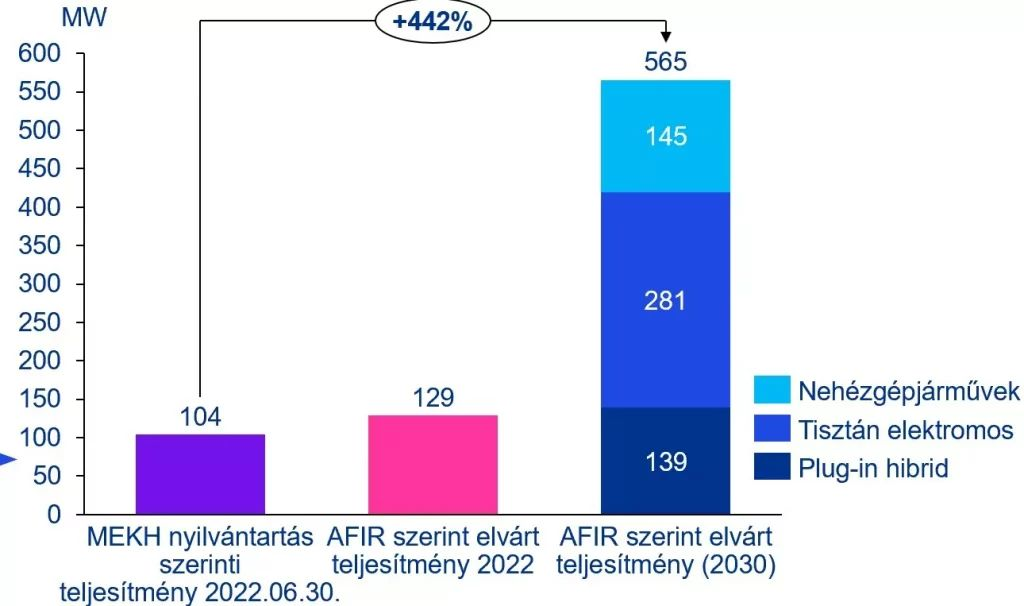 MW
+442%
600
550
500
450
400
350
300
250
200
150
100
50
0
104
129
565
145
281
139
Nehézgépjárművek
Tisztán elektromos
Plug-in hibrid
MEKH nyilvántartás
szerinti
teljesítmény 2022.06.30.
AFIR szerint elvárt
teljesítmény 2022
AFIR szerint elvárt
teljesítmény (2030)